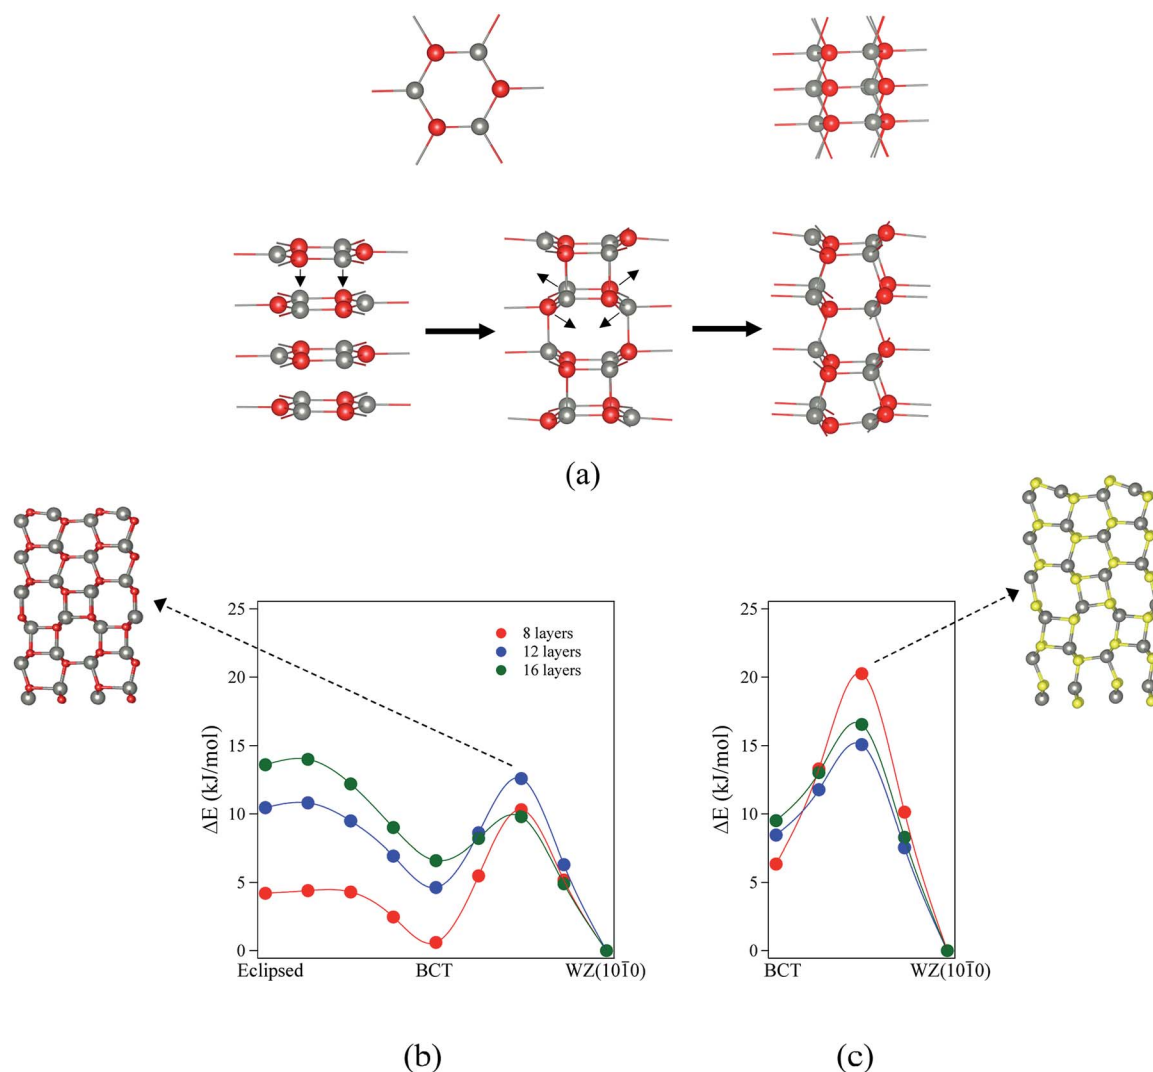 (a)
25
20
15
10
5
0
ΔE (kJ/mol)
8 layers
12 layers
16 layers
Eclipsed
BCT
WZ(101̄0)
(b)
25
20
15
10
5
0
ΔE (kJ/mol)
BCT
WZ(101̄0)
(c)